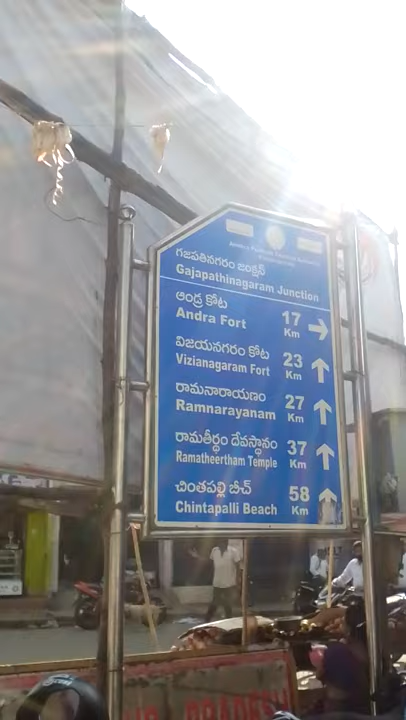 గజపతినగరం జంక్షన్
Gajapathinagaram Junction
ఆండ్ర కోట
Andra Fort
17 Km
విజయనగరం కోట
Vizianagaram Fort
23 Km
రామనారాయణం
Ramnarayanam
27 Km
రామతీర్థం దేవస్థానం
Ramatheertham Temple
37 Km
చింతపల్లి బీచ్
Chintapalli Beach
58 Km
PRADESH